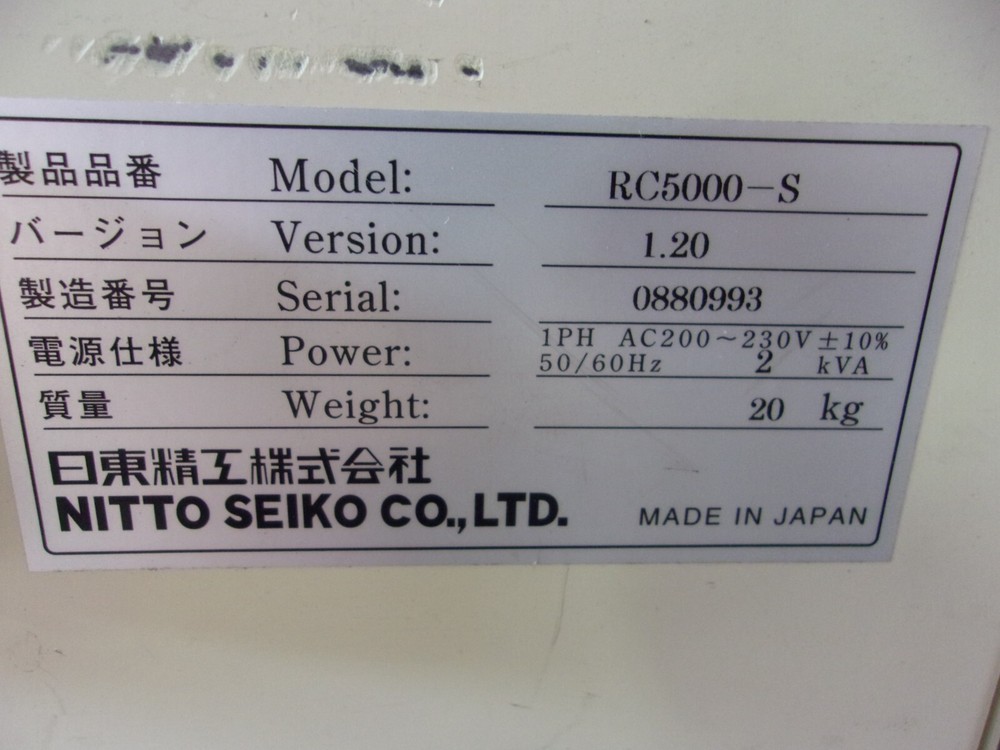 製品品番 Model: RC5000-S
バージョン Version: 1.20
製造番号 Serial: 0880993
電源仕様 Power: 1PH AC200~230V±10%
50/60Hz 2 kVA
質量 Weight: 20 kg
日東精工株式会社
NITTO SEIKO CO.,LTD. MADE IN JAPAN